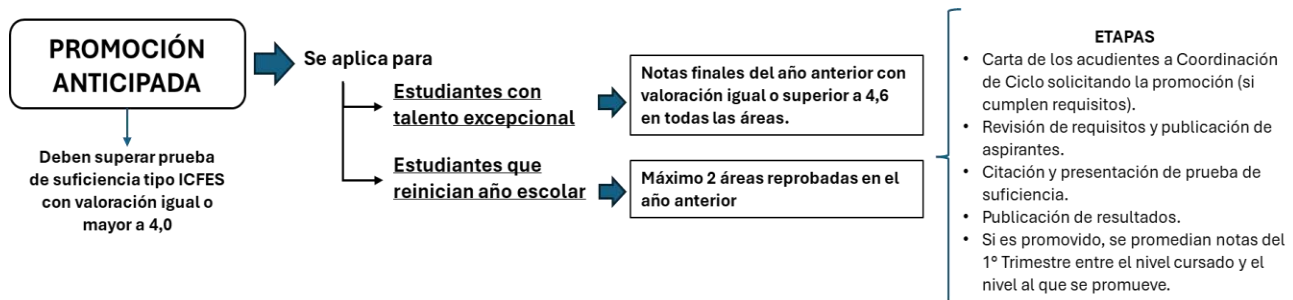 PROMOCIÓN
ANTICIPADA
Deben superar prueba
de suficiencia tipo ICFES
con valoración igual o
mayor a 4,0
Se aplica para
Estudiantes con
talento excepcional
Notas finales del año anterior con
valoración igual o superior a 4,6
en todas las áreas.
Estudiantes que
reinician año escolar
Máximo 2 áreas reprobadas en el
año anterior
ETAPAS
• Carta de los acudientes a Coordinación
de Ciclo solicitando la promoción (si
cumplen requisitos).
• Revisión de requisitos y publicación de
aspirantes.
• Citación y presentación de prueba de
suficiencia.
• Publicación de resultados.
• Si es promovido, se promedian notas del
1° Trimestre entre el nivel cursado y el
nivel al que se promueve.